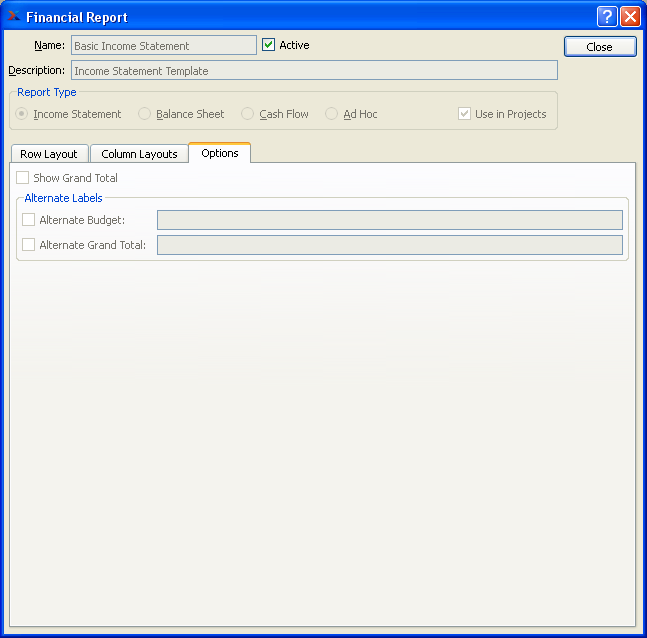 Financial Report
Name: Basic Income Statement Active Close
Description: Income Statement Template
Report Type
Income Statement Balance Sheet Cash Flow Ad Hoc Use in Projects
Row Layout Column Layouts Options
Show Grand Total
Alternate Labels
Alternate Budget:
Alternate Grand Total: